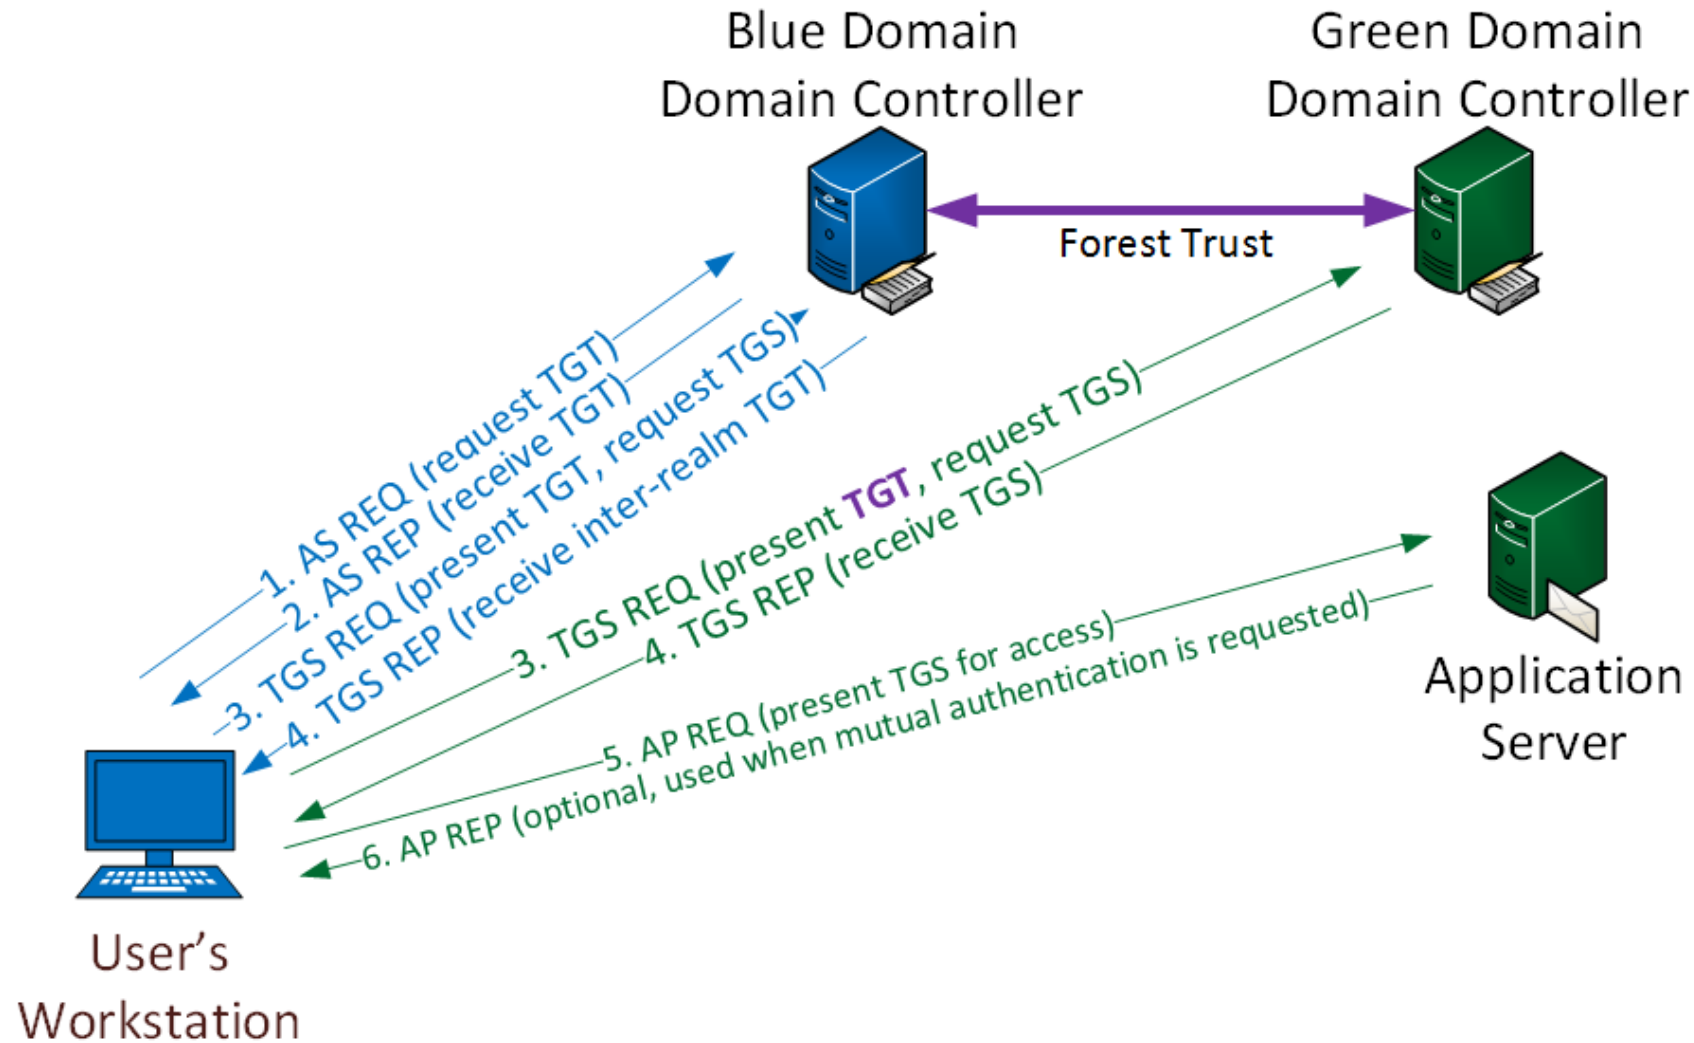 Blue Domain
Domain Controller
Green Domain
Domain Controller
Forest Trust
1. AS REQ (request TGT)
2. AS REP (receive TGT)
3. TGS REQ (present TGT, request TGS)
4. TGS REP (receive inter-realm TGT)
3. TGS REQ (present TGT, request TGS)
4. TGS REP (receive TGS)
5. AP REQ (present TGS for access)
6. AP REP (optional, used when mutual authentication is requested)
Application
Server
User’s
Workstation